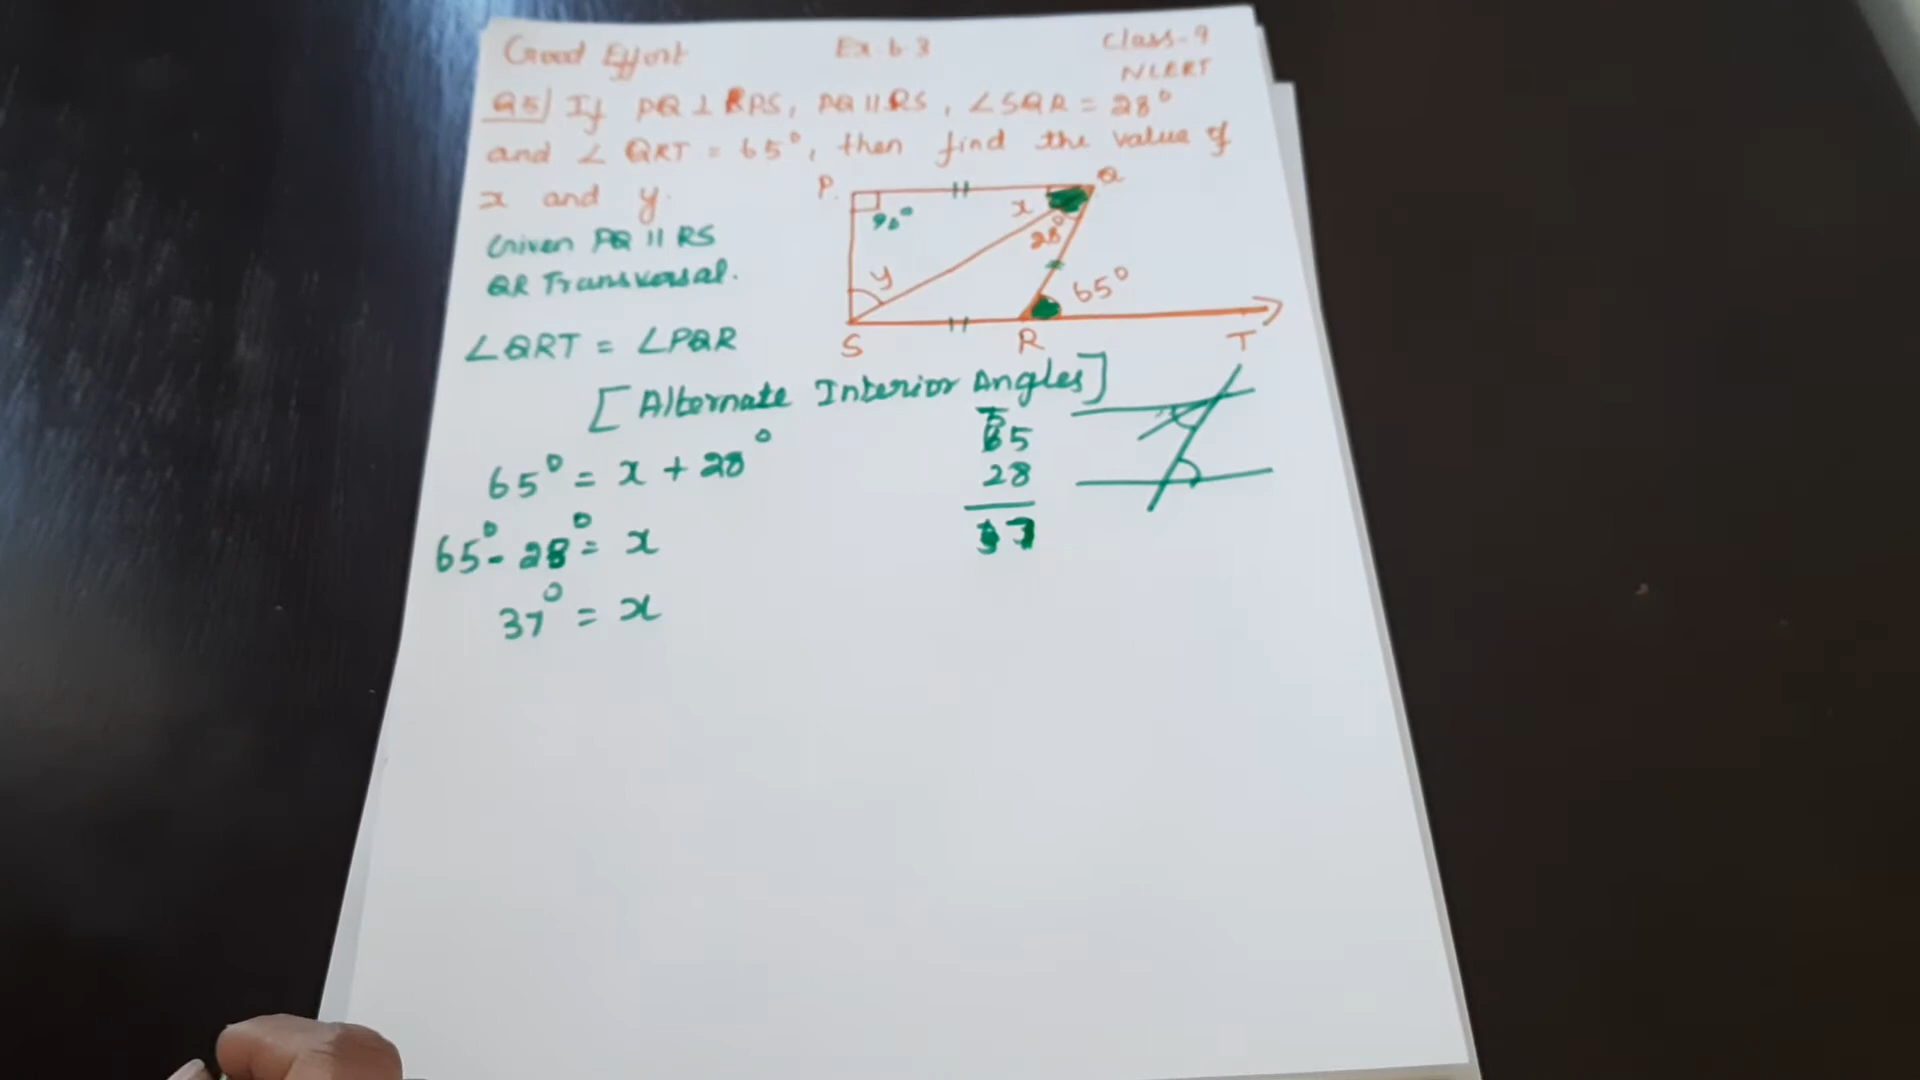 Good Effort Ex 6.3 Class-9
NCERT
Q5) If PQ ⊥ PS, PQ || RS, ∠SQR = 28°
and ∠QRT = 65°, then find the value of
x and y.
P Q
x
90°
28°
y
65°
S R T
Given PQ || RS
QR Transversal.
∠QRT = ∠PQR
[Alternate Interior Angles]
65° = x + 28°
65° - 28° = x
37° = x
65
28
37